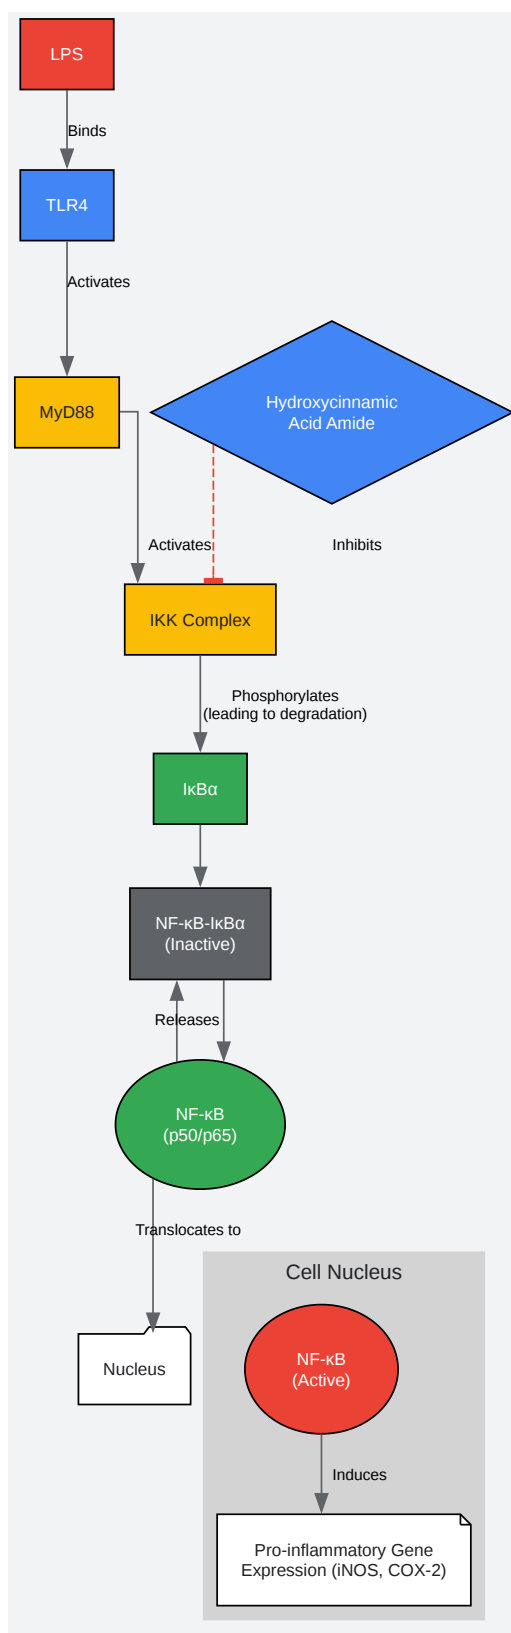 LPS
Binds
TLR4
Activates
MyD88
Hydroxycinnamic
Acid Amide
Activates
Inhibits
IKK Complex
Phosphorylates
(leading to degradation)
IκBα
NF-κB-IκBα
(Inactive)
Releases
NF-κB
(p50/p65)
Translocates to
Cell Nucleus
Nucleus
NF-κB
(Active)
Induces
Pro-inflammatory Gene
Expression (iNOS, COX-2)